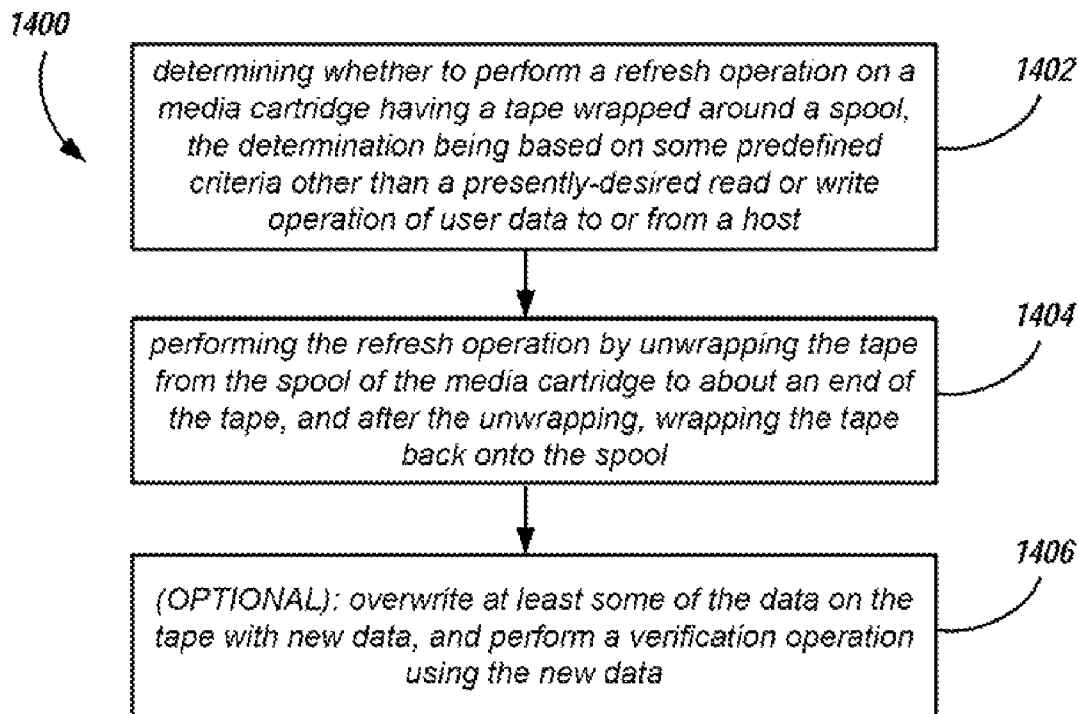 1400
determining whether to perform a refresh operation on a
media cartridge having a tape wrapped around a spool,
the determination being based on some predefined
criteria other than a presently-desired read or write
operation of user data to or from a host
1402
performing the refresh operation by unwrapping the tape
from the spool of the media cartridge to about an end of
the tape, and after the unwrapping, wrapping the tape
back onto the spool
1404
(OPTIONAL): overwrite at least some of the data on the
tape with new data, and perform a verification operation
using the new data
1406